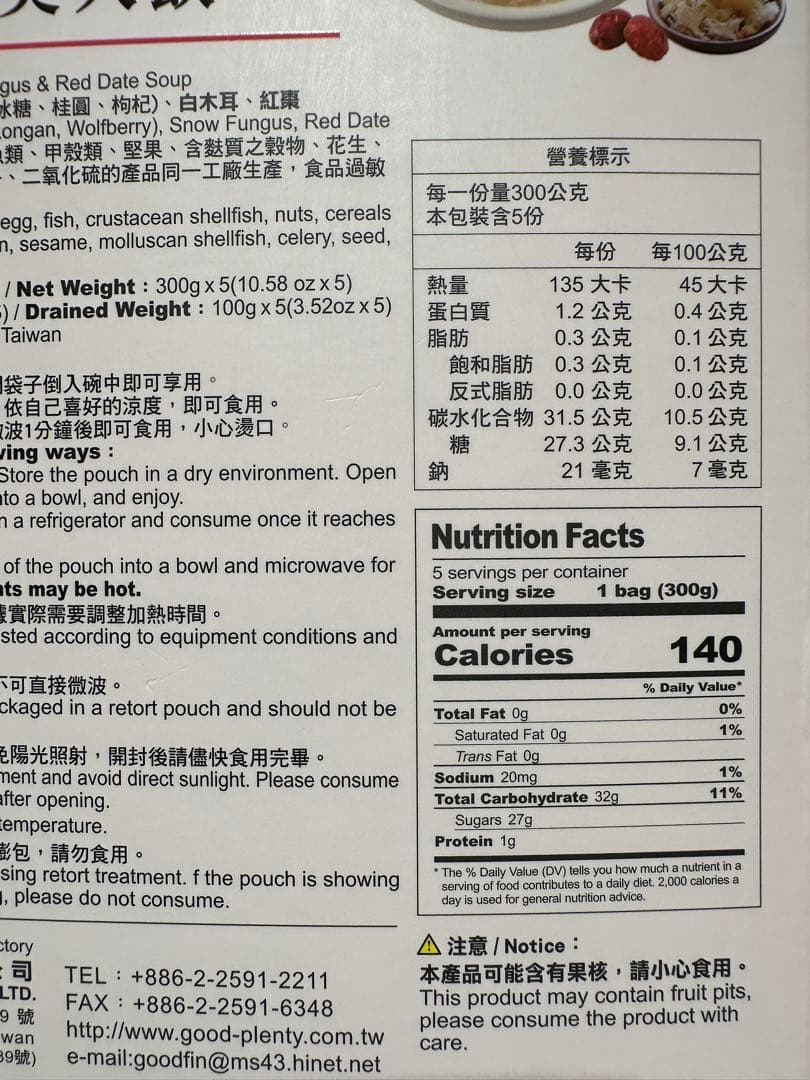 gus & Red Date Soup
冰糖、桂圓、枸杞)、白木耳、紅棗
ongan, Wolfberry), Snow Fungus, Red Date
類、甲殼類、堅果、含麩質之穀物、花生、
、二氧化硫的產品同一工廠生產，食品過敏
egg, fish, crustacean shellfish, nuts, cereals
n, sesame, molluscan shellfish, celery, seed,
/ Net Weight：300g x 5(10.58 oz x 5)
)/ Drained Weight：100g x 5(3.52oz x 5)
Taiwan
袋子倒入碗中即可享用。
依自己喜好的涼度，即可食用。
波1分鐘後即可食用，小心燙口。
ving ways：
Store the pouch in a dry environment. Open
nto a bowl, and enjoy.
n a refrigerator and consume once it reaches
of the pouch into a bowl and microwave for
nts may be hot.
據實際需要調整加熱時間。
sted according to equipment conditions and
不可直接微波。
ckaged in a retort pouch and should not be
免陽光照射，開封後請儘快食用完畢。
ment and avoid direct sunlight. Please consume
after opening.
temperature.
膨包，請勿食用。
sing retort treatment. f the pouch is showing
, please do not consume.
ctory
司
LTD.
9 號
wan
39號)
TEL：+886-2-2591-2211
FAX：+886-2-2591-6348
http://www.good-plenty.com.tw
e-mail:goodfin@ms43.hinet.net
營養標示
每一份量300公克
本包裝含5份
每份 每100公克
熱量 135 大卡 45 大卡
蛋白質 1.2 公克 0.4 公克
脂肪 0.3 公克 0.1 公克
飽和脂肪 0.3 公克 0.1 公克
反式脂肪 0.0 公克 0.0 公克
碳水化合物 31.5 公克 10.5 公克
糖 27.3 公克 9.1 公克
鈉 21 毫克 7 毫克
Nutrition Facts
5 servings per container
Serving size 1 bag (300g)
Amount per serving
Calories 140
% Daily Value*
Total Fat 0g 0%
Saturated Fat 0g 1%
Trans Fat 0g
Sodium 20mg 1%
Total Carbohydrate 32g 11%
Sugars 27g
Protein 1g
* The % Daily Value (DV) tells you how much a nutrient in a
serving of food contributes to a daily diet. 2,000 calories a
day is used for general nutrition advice.
注意 / Notice：
本產品可能含有果核，請小心食用。
This product may contain fruit pits,
please consume the product with
care.